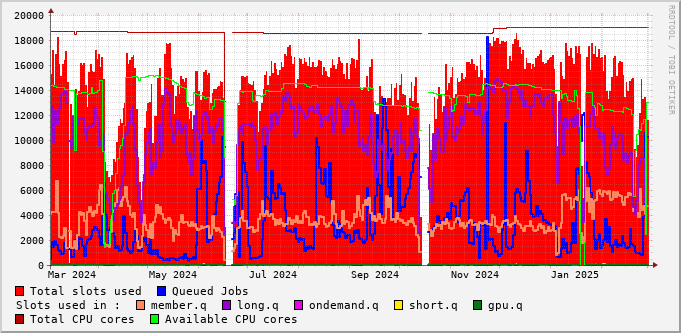 20000
18000
16000
14000
12000
10000
8000
6000
4000
2000
0
Mar 2024 May 2024 Jul 2024 Sep 2024 Nov 2024 Jan 2025
RRDTOOL / TOBI OETIKER
Total slots used Queued Jobs
Slots used in : member.q long.q ondemand.q short.q gpu.q
Total CPU cores Available CPU cores